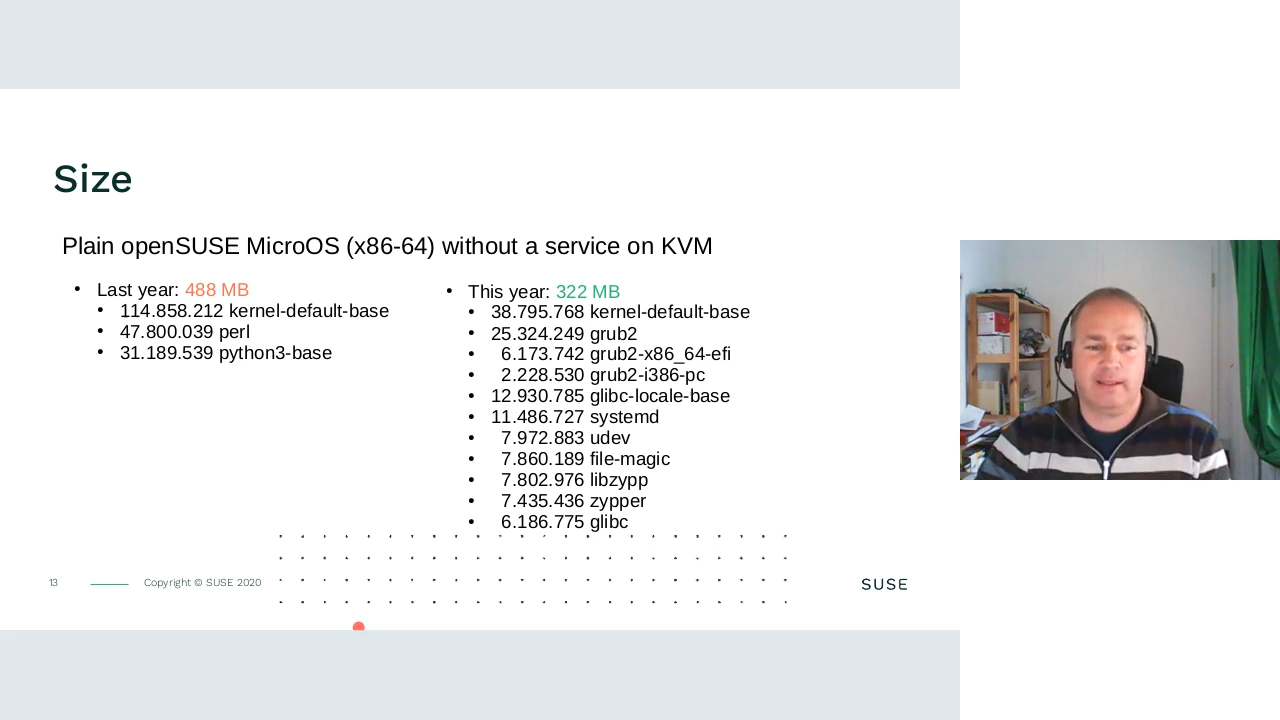 Size
Plain openSUSE MicroOS (x86-64) without a service on KVM
• Last year: 488 MB
• 114.858.212 kernel-default-base
• 47.800.039 perl
• 31.189.539 python3-base
• This year: 322 MB
• 38.795.768 kernel-default-base
• 25.324.249 grub2
• 6.173.742 grub2-x86_64-efi
• 2.228.530 grub2-i386-pc
• 12.930.785 glibc-locale-base
• 11.486.727 systemd
• 7.972.883 udev
• 7.860.189 file-magic
• 7.802.976 libzypp
• 7.435.436 zypper
• 6.186.775 glibc
13
Copyright © SUSE 2020
SUSE